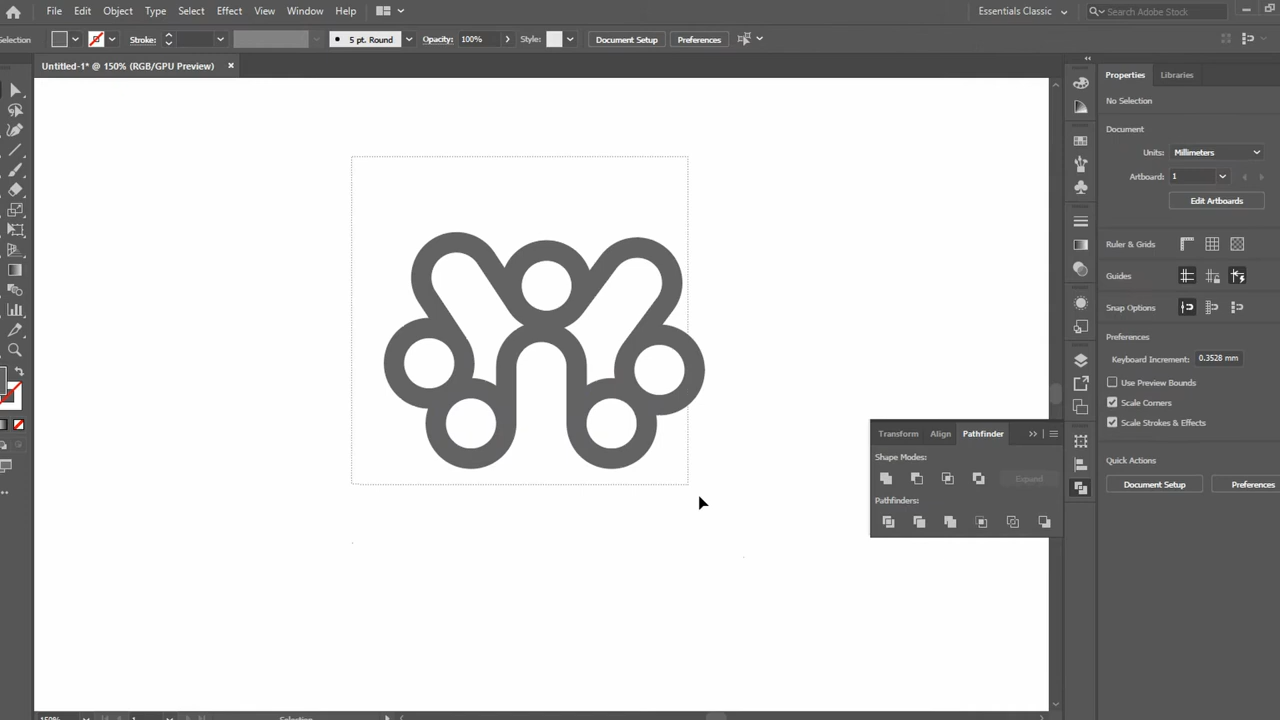 File Edit Object Type Select Effect View Window Help
Essentials Classic
Search Adobe Stock
Selection
Stroke:
5 pt. Round
Opacity: 100%
Style:
Document Setup
Preferences
Untitled-1* @ 150% (RGB/GPU Preview)
Properties Libraries
No Selection
Document
Units: Millimeters
Artboard: 1
Edit Artboards
Ruler & Grids
Guides
Snap Options
Preferences
Keyboard Increment: 0.3528 mm
Use Preview Bounds
Scale Corners
Scale Strokes & Effects
Quick Actions
Document Setup Preferences
Transform Align Pathfinder
Shape Modes:
Expand
Pathfinders:
150%
1
Selection